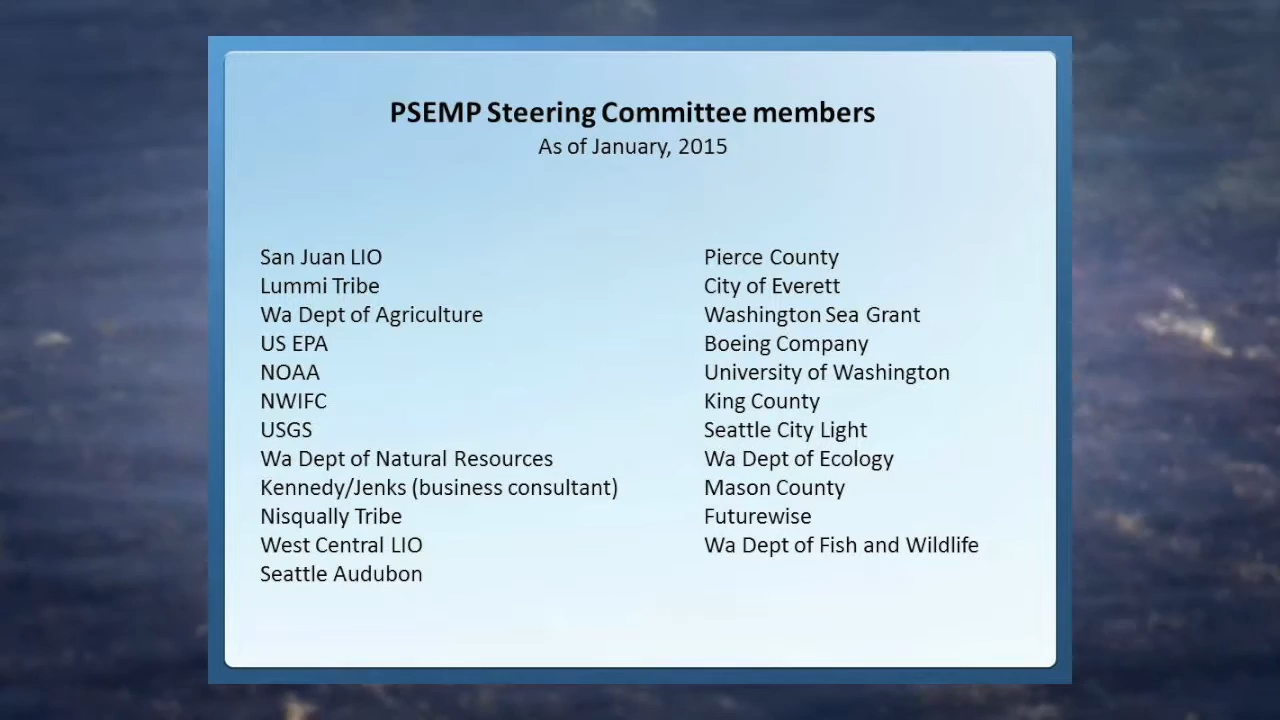 PSEMP Steering Committee members
As of January, 2015
San Juan LIO
Lummi Tribe
Wa Dept of Agriculture
US EPA
NOAA
NWIFC
USGS
Wa Dept of Natural Resources
Kennedy/Jenks (business consultant)
Nisqually Tribe
West Central LIO
Seattle Audubon
Pierce County
City of Everett
Washington Sea Grant
Boeing Company
University of Washington
King County
Seattle City Light
Wa Dept of Ecology
Mason County
Futurewise
Wa Dept of Fish and Wildlife